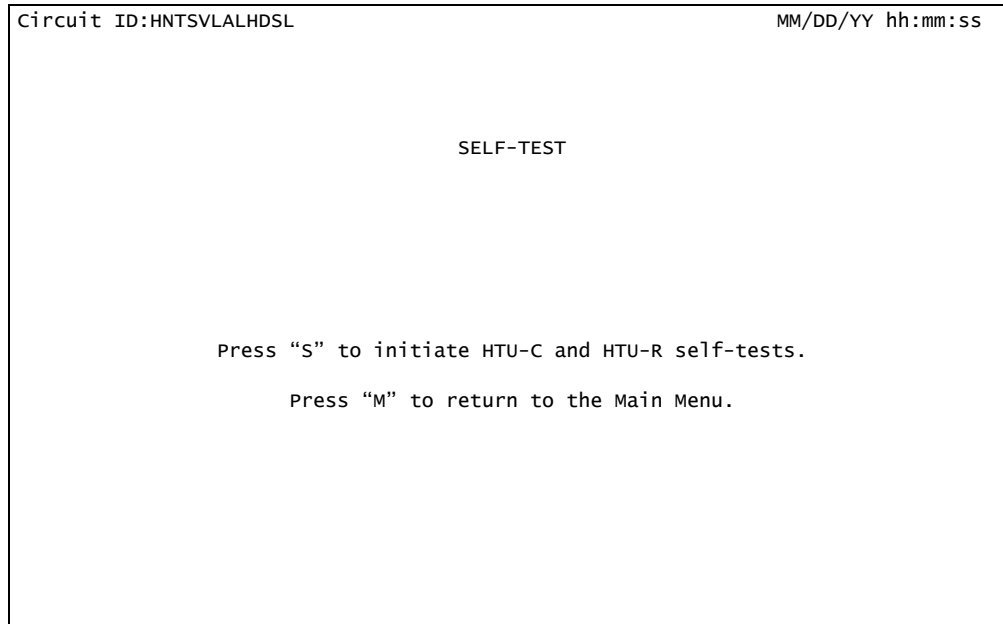 Circuit ID:HNTSVLALHDSL MM/DD/YY hh:mm:ss
SELF-TEST
Press “S” to initiate HTU-C and HTU-R self-tests.
Press “M” to return to the Main Menu.